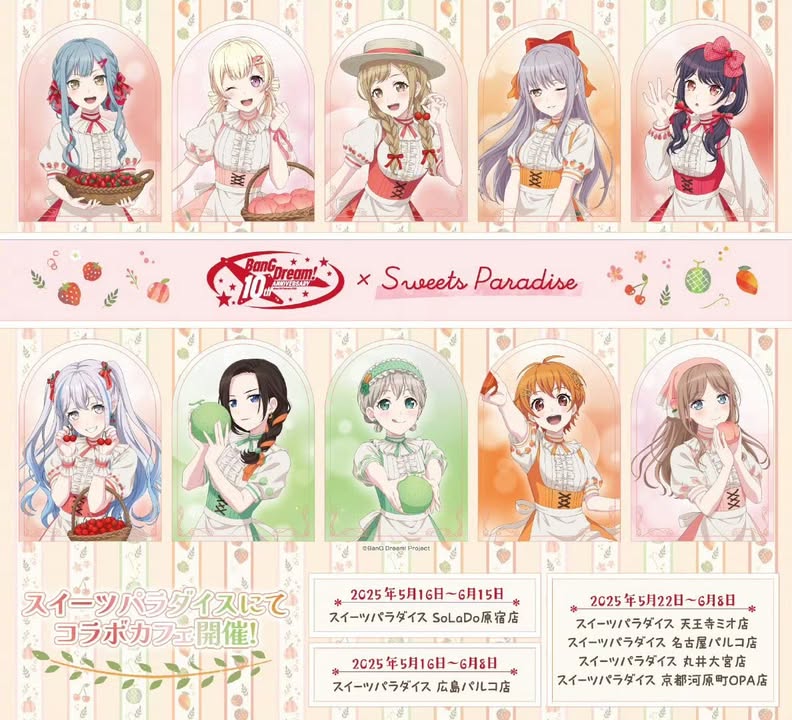 BanG Dream!
10th ANNIVERSARY
× Sweets Paradise
©BanG Dream! Project
スイーツパラダイスにて
コラボカフェ開催!
2025年5月16日～6月15日
スイーツパラダイス SoLaDo原宿店
2025年5月16日～6月8日
スイーツパラダイス 広島パルコ店
2025年5月22日～6月8日
スイーツパラダイス 天王寺ミオ店
スイーツパラダイス 名古屋パルコ店
スイーツパラダイス 丸井大宮店
スイーツパラダイス 京都河原町OPA店